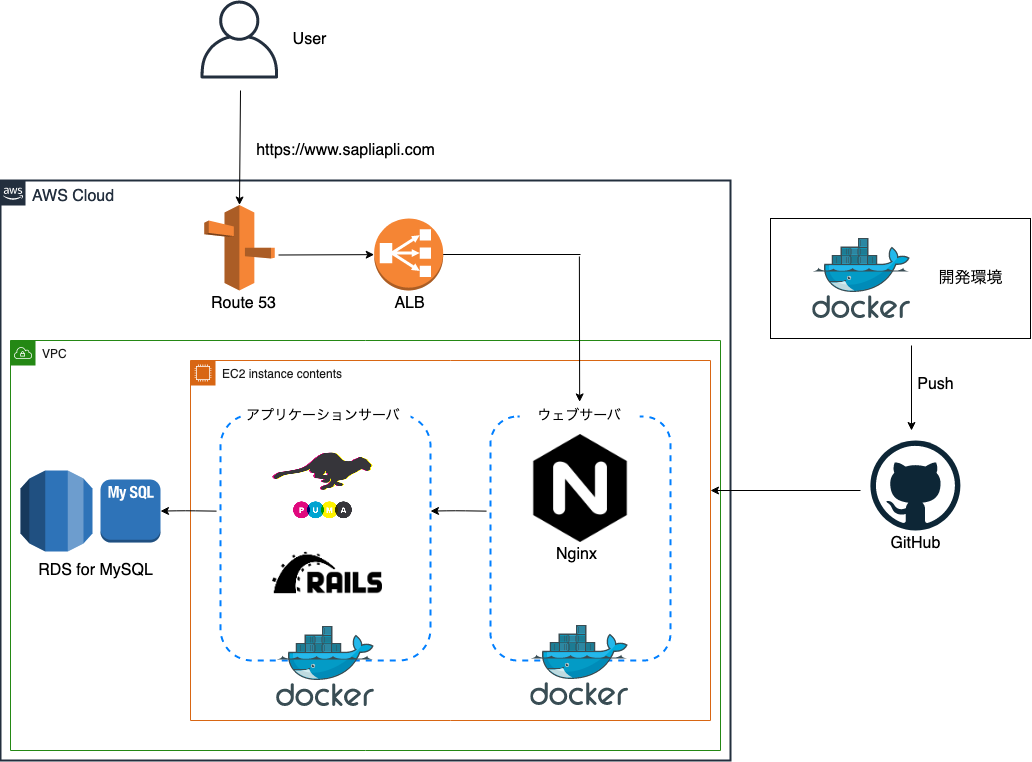 User
https://www.sapliapli.com
aws
AWS Cloud
Route 53
ALB
docker
開発環境
VPC
EC2 instance contents
Push
アプリケーションサーバ
ウェブサーバ
PUMA
N
My SQL
Nginx
GitHub
RDS for MySQL
RAILS
docker
docker